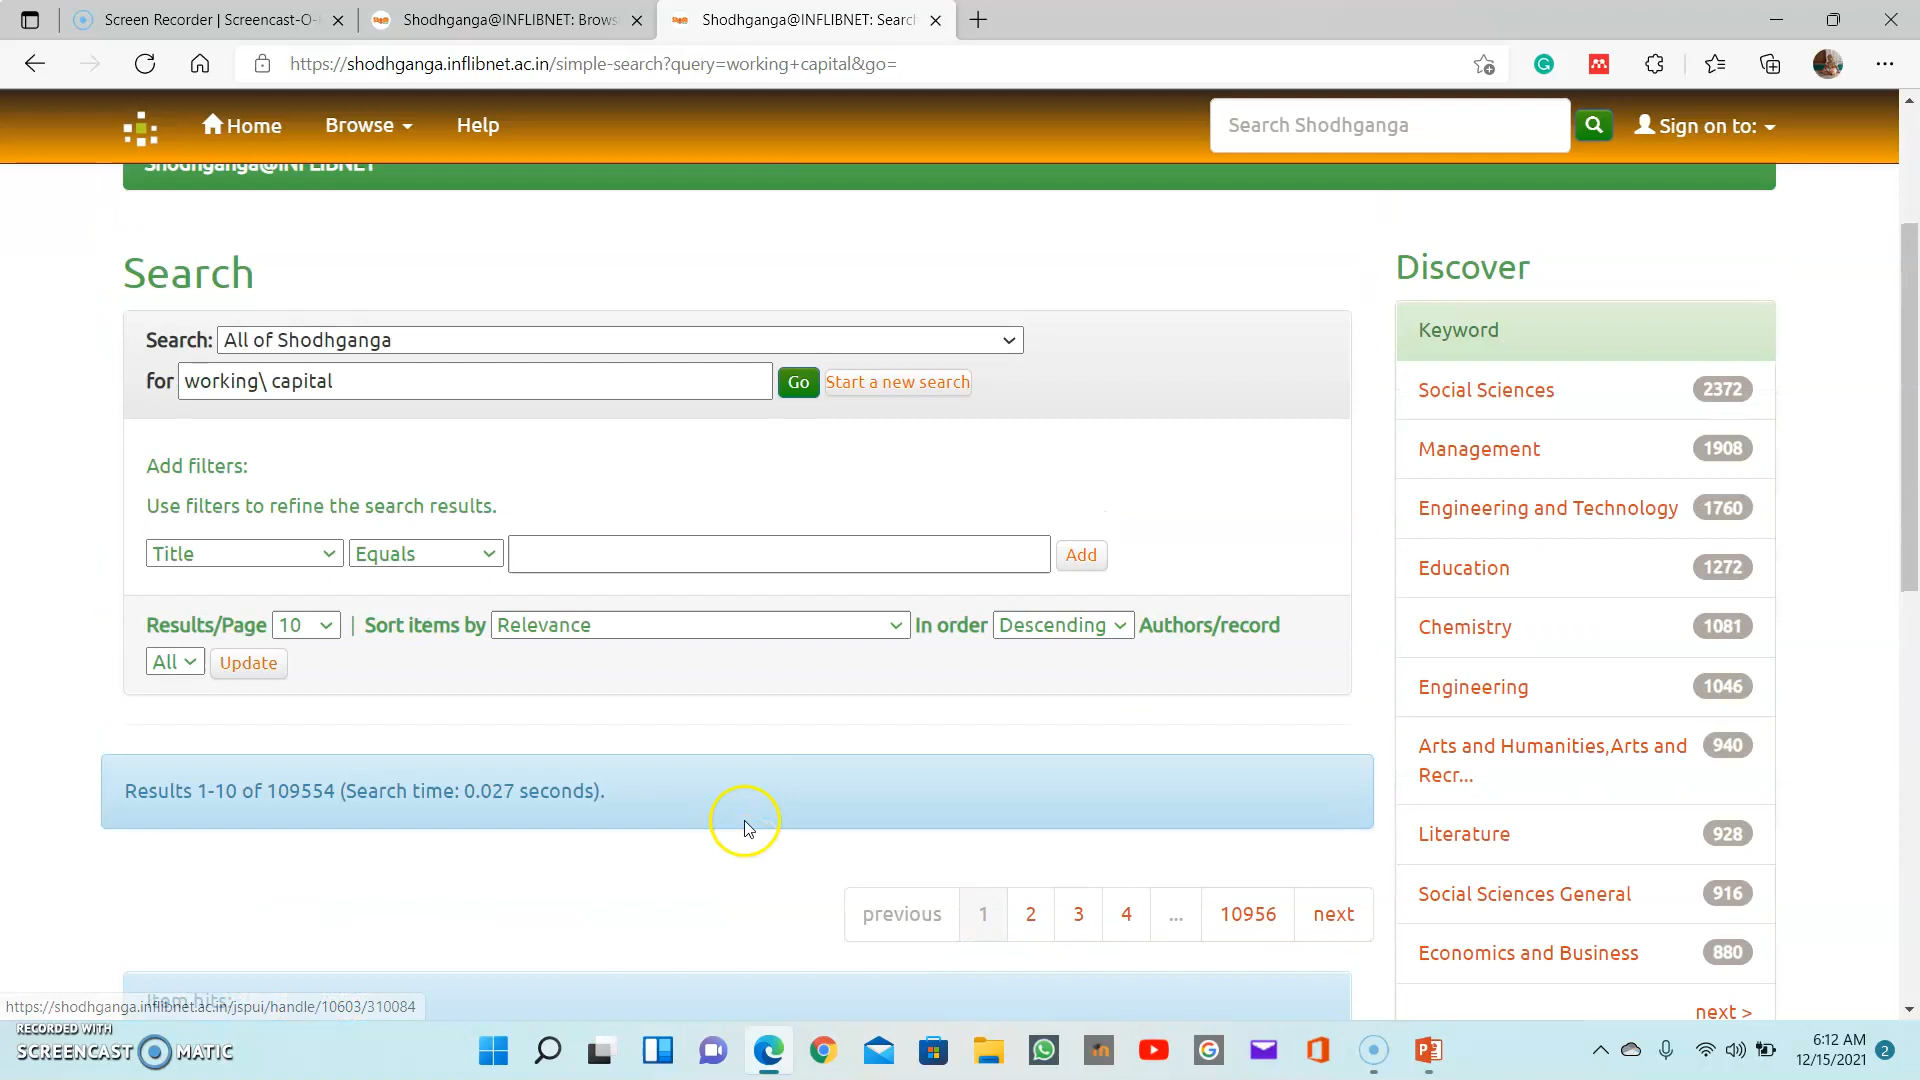 Screen Recorder | Screencast-O-
Shodhganga@INFLIBNET: Brows
Shodhganga@INFLIBNET: Searc
https://shodhganga.inflibnet.ac.in/simple-search?query=working+capital&go=
Home
Browse
Help
Search Shodhganga
Sign on to:
Shodhganga@INFLIBNET
Search
Search: All of Shodhganga
for working\ capital Go Start a new search
Add filters:
Use filters to refine the search results.
Title Equals Add
Results/Page 10 | Sort items by Relevance In order Descending Authors/record
All Update
Results 1-10 of 109554 (Search time: 0.027 seconds).
previous 1 2 3 4 ... 10956 next
Item hits:
Discover
Keyword
Social Sciences 2372
Management 1908
Engineering and Technology 1760
Education 1272
Chemistry 1081
Engineering 1046
Arts and Humanities,Arts and 940
Recr...
Literature 928
Social Sciences General 916
Economics and Business 880
next >
https://shodhganga.inflibnet.ac.in/jspui/handle/10603/310084
RECORDED WITH
SCREENCAST MATIC
6:12 AM
12/15/2021
2